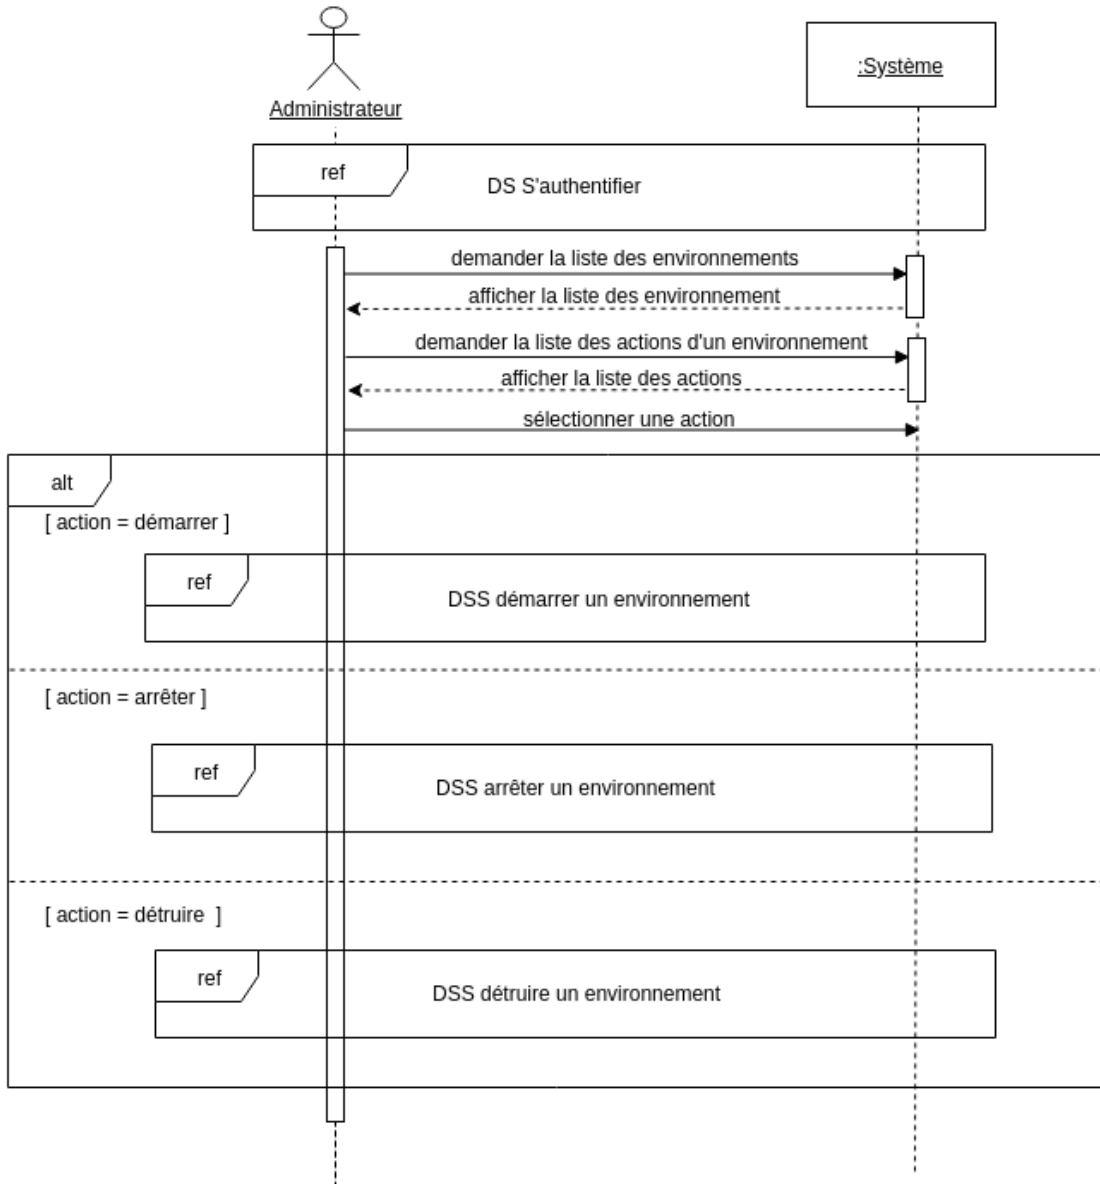 :Système
Administrateur
ref
DS S'authentifier
demander la liste des environnements
afficher la liste des environnement
demander la liste des actions d'un environnement
afficher la liste des actions
sélectionner une action
alt
[ action = démarrer ]
ref
DSS démarrer un environnement
[ action = arrêter ]
ref
DSS arrêter un environnement
[ action = détruire  ]
ref
DSS détruire un environnement